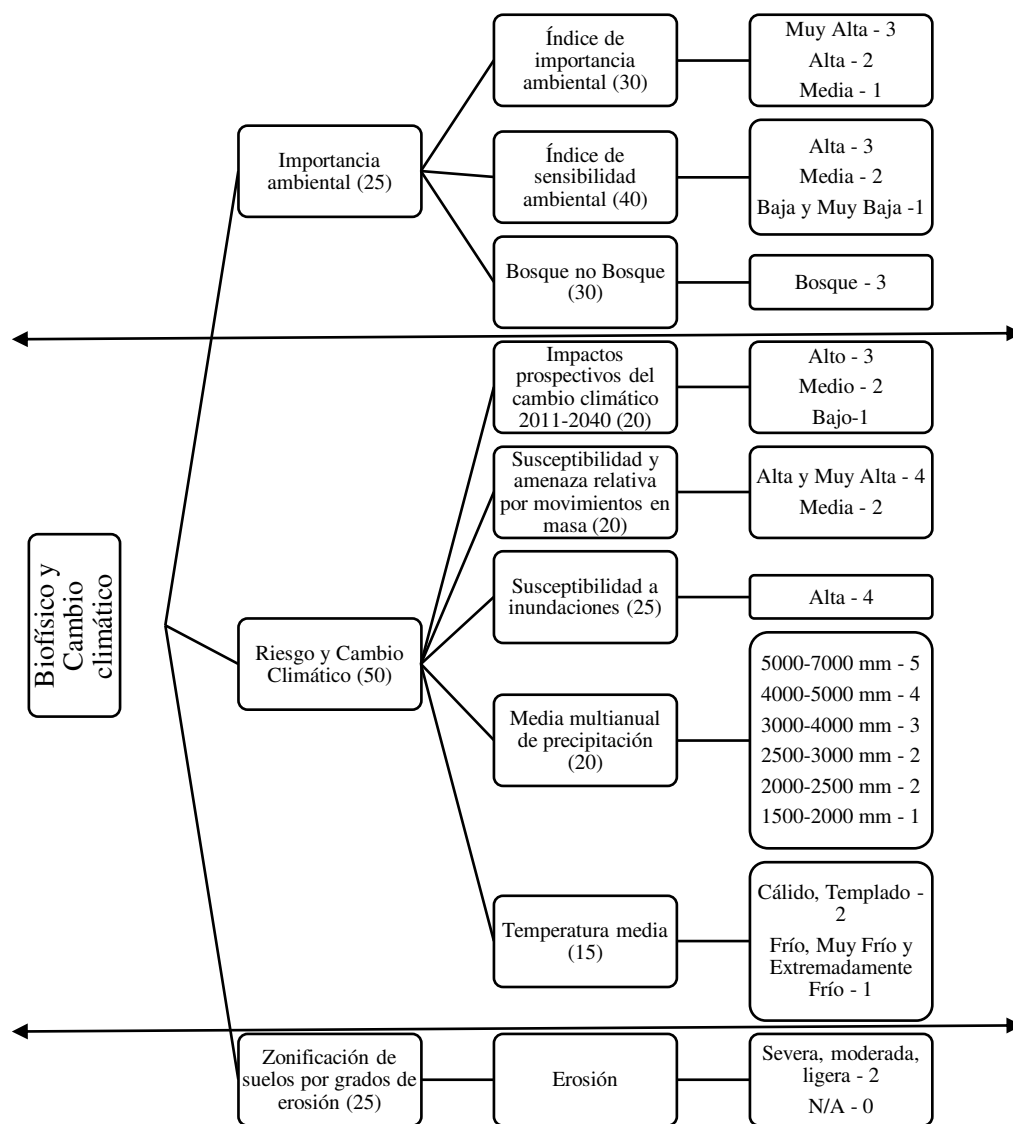 Biofísico y
Cambio
climático
Importancia
ambiental (25)
Índice de
importancia
ambiental (30)
Muy Alta - 3
Alta - 2
Media - 1
Índice de
sensibilidad
ambiental (40)
Alta - 3
Media - 2
Baja y Muy Baja -1
Bosque no Bosque
(30)
Bosque - 3
Riesgo y Cambio
Climático (50)
Impactos
prospectivos del
cambio climático
2011-2040 (20)
Alto - 3
Medio - 2
Bajo-1
Susceptibilidad y
amenaza relativa
por movimientos en
masa (20)
Alta y Muy Alta - 4
Media - 2
Susceptibilidad a
inundaciones (25)
Alta - 4
Media multianual
de precipitación
(20)
5000-7000 mm - 5
4000-5000 mm - 4
3000-4000 mm - 3
2500-3000 mm - 2
2000-2500 mm - 2
1500-2000 mm - 1
Temperatura media
(15)
Cálido, Templado -
2
Frío, Muy Frío y
Extremadamente
Frío - 1
Zonificación de
suelos por grados de
erosión (25)
Erosión
Severa, moderada,
ligera - 2
N/A - 0